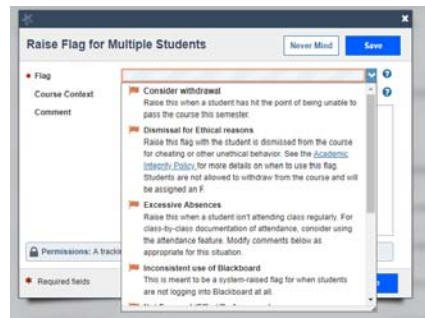 Raise Flag for Multiple Students
Never Mind
Save
Flag
Course Context
Comment
Consider withdrawal
Raise this when a student has hit the point of being unable to
pass the course this semester.
Dismissal for Ethical reasons
Raise this flag with the student is dismissed from the course
for cheating or other unethical behavior. See the Academic
Integrity Policy for more details on when to use this flag.
Students are not allowed to withdraw from the course and will
be assigned an F.
Excessive Absences
Raise this when a student isn't attending class regularly. For
class-by-class documentation of attendance, consider using
the attendance feature. Modify comments below as
appropriate for this situation.
Permissions: A
Inconsistent use of Blackboard
This is meant to be a system-raised flag for when students
are not logging into Blackboard at all.
Required fields